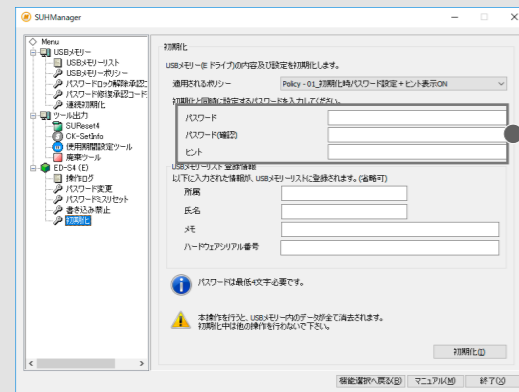 SUHManager
Menu
USBメモリー
USBメモリーリスト
USBメモリーポリシー
パスワードロック解除承認コ
パスワード修復承認コード
連続初期化
ツール出力
SUReset4
CK-SetInfo
使用期間設定ツール
廃棄ツール
ED-S4 (E)
操作ログ
パスワード変更
パスワードミスリセット
書き込み禁止
初期化
初期化
USBメモリー(E ドライブ)の内容及び設定を初期化します。
適用されるポリシー Policy - 01_初期化時パスワード設定 + ヒント表示ON
初期化と同時に設定するパスワードを入力してください。
パスワード
パスワード(確認)
ヒント
USBメモリーリスト 登録情報
以下に入力された情報が、USBメモリーリストに登録されます。(省略可)
所属
氏名
メモ
ハードウェアシリアル番号
パスワードは最低4文字必要です。
本操作を行うと、USBメモリー内のデータが全て消去されます。
初期化中は他の操作を行わないで下さい。
初期化(I)
機能選択へ戻る(B) マニュアル(M) 終了(X)